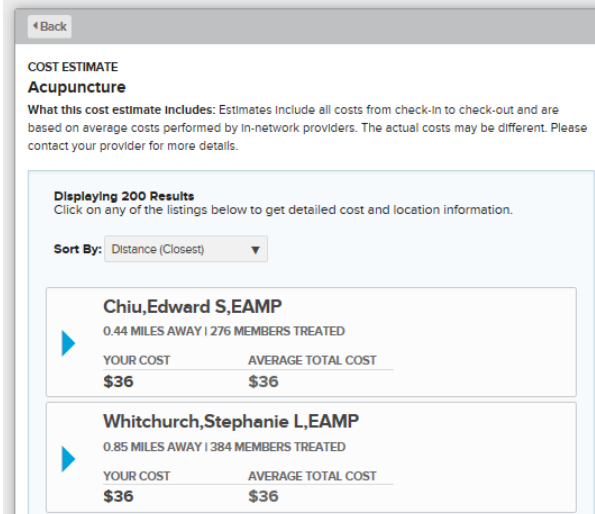 Back
COST ESTIMATE
Acupuncture
What this cost estimate includes: Estimates include all costs from check-in to check-out and are
based on average costs performed by in-network providers. The actual costs may be different. Please
contact your provider for more details.
Displaying 200 Results
Click on any of the listings below to get detailed cost and location information.
Sort By: Distance (Closest)
Chiu,Edward S,EAMP
0.44 MILES AWAY | 276 MEMBERS TREATED
YOUR COST AVERAGE TOTAL COST
$36 $36
Whitchurch,Stephanie L,EAMP
0.85 MILES AWAY | 384 MEMBERS TREATED
YOUR COST AVERAGE TOTAL COST
$36 $36